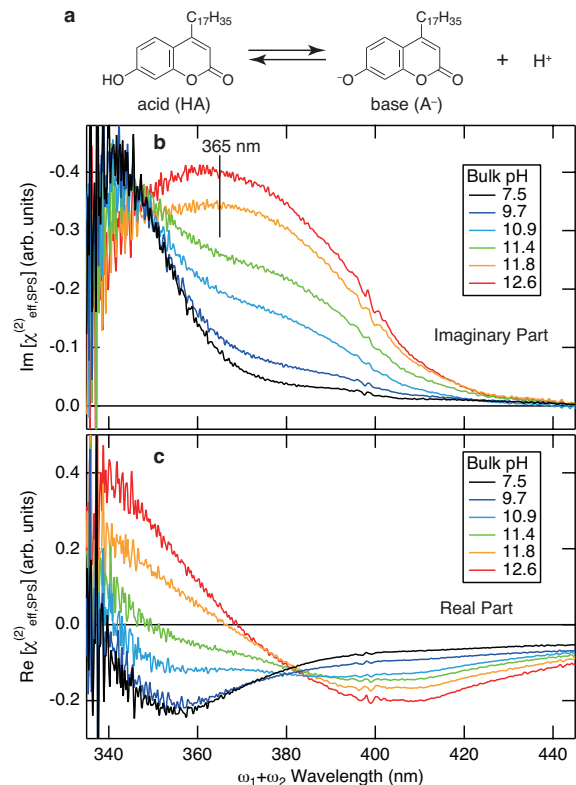 a
C₁₇H₃₅
C₁₇H₃₅
HO
O
O
⁻O
O
O
+
H⁺
acid (HA)
base (A⁻)
b
365 nm
Bulk pH
7.5
9.7
10.9
11.4
11.8
12.6
Imaginary Part
Im [χ⁽²⁾eff,SPS] (arb. units)
-0.4
-0.3
-0.2
-0.1
0.0
c
Bulk pH
7.5
9.7
10.9
11.4
11.8
12.6
Real Part
Re [χ⁽²⁾eff,SPS] (arb. units)
0.4
0.2
0.0
-0.2
340
360
380
400
420
440
ω₁+ω₂ Wavelength (nm)